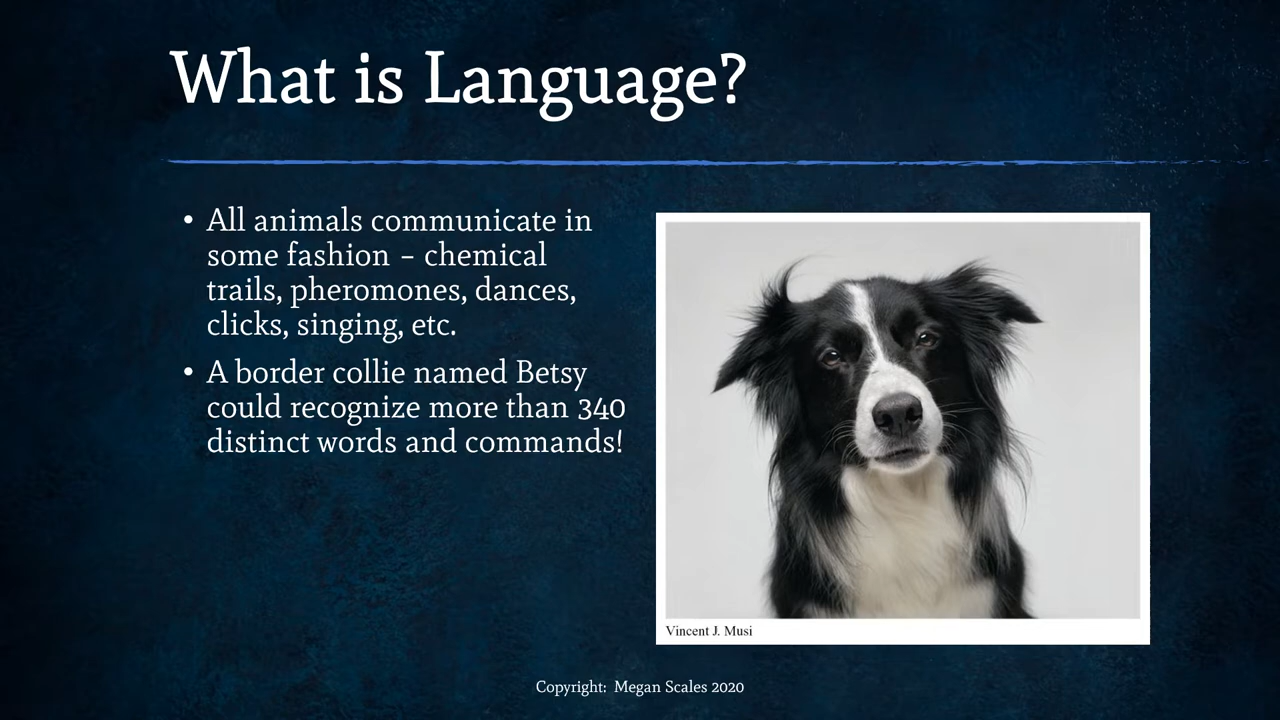 What is Language?
• All animals communicate in
some fashion – chemical
trails, pheromones, dances,
clicks, singing, etc.
• A border collie named Betsy
could recognize more than 340
distinct words and commands!
Vincent J. Musi
Copyright: Megan Scales 2020